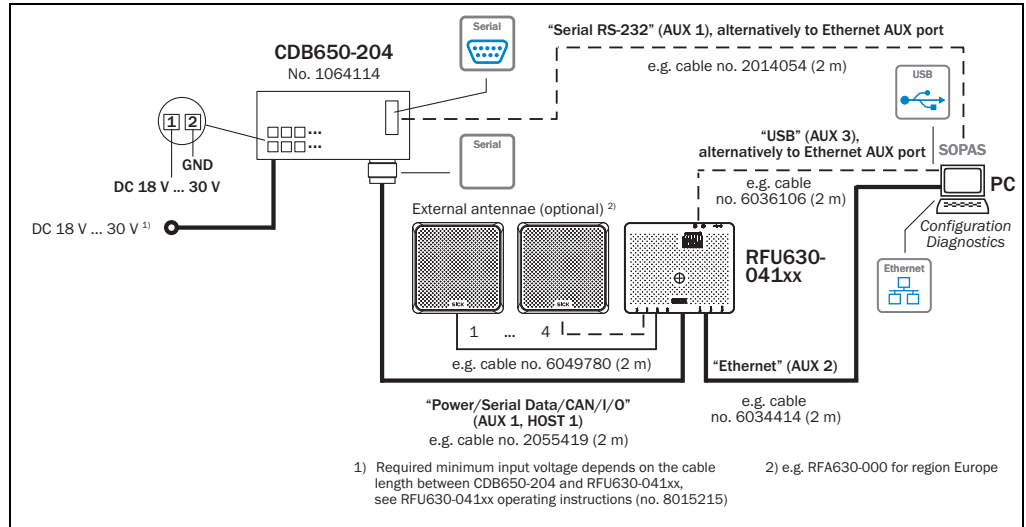 CDB650-204
No. 1064114
Serial
"Serial RS-232" (AUX 1), alternatively to Ethernet AUX port
e.g. cable no. 2014054 (2 m)
USB
1 2
...
...
GND
DC 18 V ... 30 V
Serial
"USB" (AUX 3),
alternatively to Ethernet AUX port
SOPAS
e.g. cable
no. 6036106 (2 m)
PC
DC 18 V ... 30 V 1)
External antennae (optional) 2)
Configuration
Diagnostics
RFU630-
041xx
Ethernet
SICK
SICK
1 ... 4
e.g. cable no. 6049780 (2 m)
"Ethernet" (AUX 2)
"Power/Serial Data/CAN/I/O"
(AUX 1, HOST 1)
e.g. cable no. 2055419 (2 m)
e.g. cable
no. 6034414 (2 m)
1) Required minimum input voltage depends on the cable
length between CDB650-204 and RFU630-041xx,
see RFU630-041xx operating instructions (no. 8015215)
2) e.g. RFA630-000 for region Europe